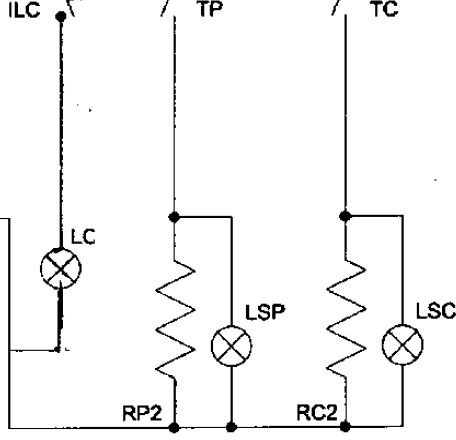 ILC TP TC
LC
LSP LSC
RP2 RC2